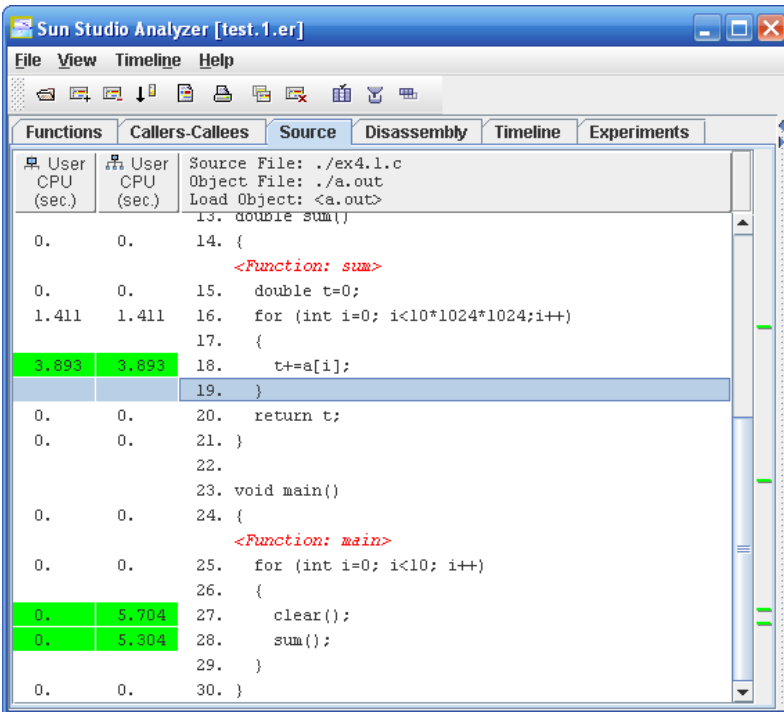 Sun Studio Analyzer [test.1.er]
File View Timeline Help
Functions Callers-Callees Source Disassembly Timeline Experiments
User CPU (sec.) User CPU (sec.)
Source File: ./ex4.1.c
Object File: ./a.out
Load Object: <a.out>
13. double sum()
0. 0. 14. {
<Function: sum>
0. 0. 15. double t=0;
1.411 1.411 16. for (int i=0; i<10*1024*1024;i++)
17. {
3.893 3.893 18. t+=a[i];
19. }
0. 0. 20. return t;
0. 0. 21. }
22.
23. void main()
0. 0. 24. {
<Function: main>
0. 0. 25. for (int i=0; i<10; i++)
26. {
0. 5.704 27. clear();
0. 5.304 28. sum();
29. }
0. 0. 30. }